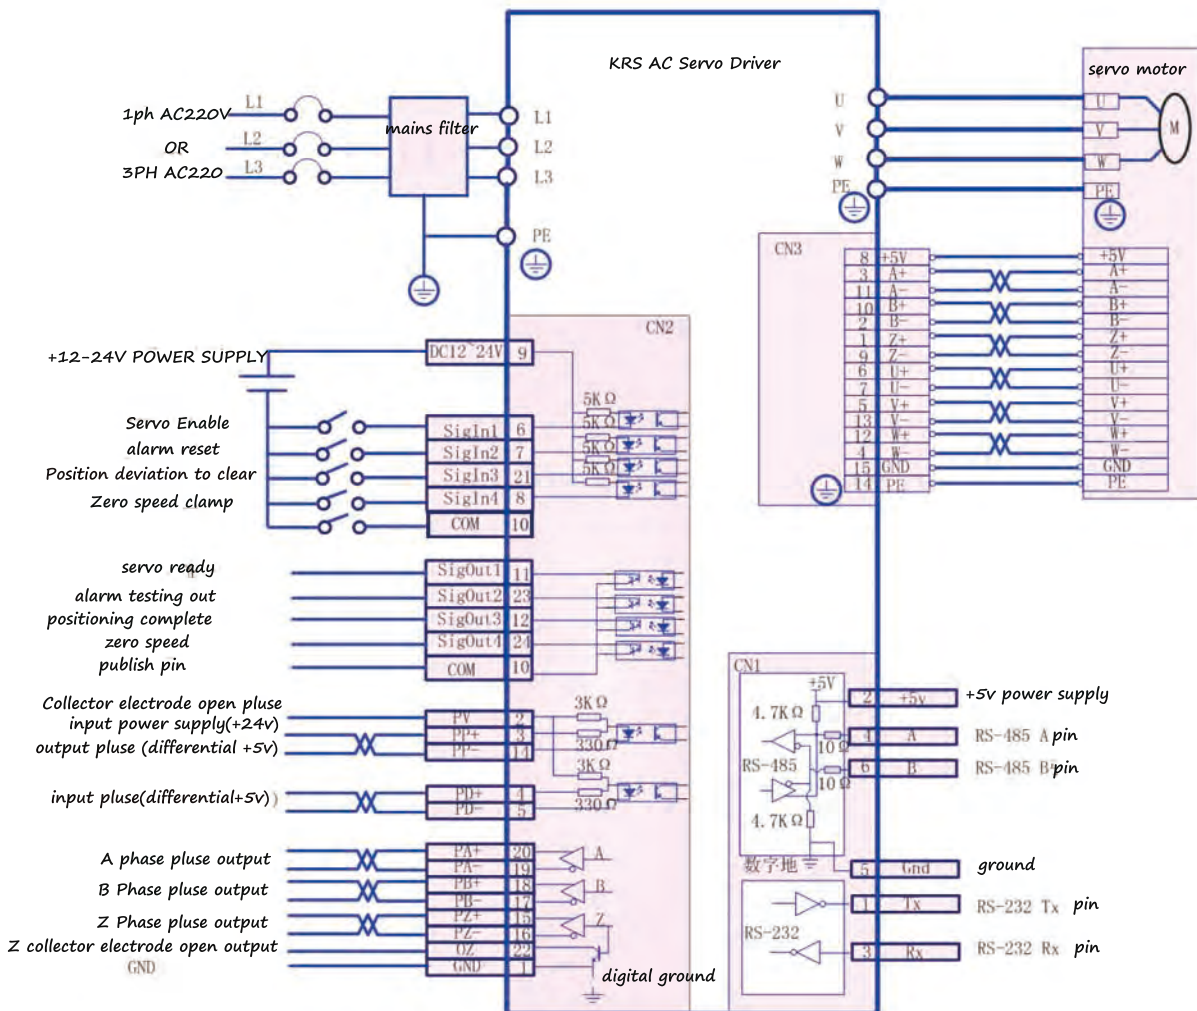 KRS AC Servo Driver
servo motor
1ph AC220V
L1
OR
L2
3PH AC220
L3
mains filter
L1
L2
L3
PE
U
V
W
PE
U
V
W
PE
M
CN3
8 +5V
3 A+
11 A-
10 B+
2 B-
1 Z+
9 Z-
6 U+
7 U-
5 V+
13 V-
12 W+
4 W-
15 GND
14 PE
+5V
A+
A-
B+
B-
Z+
Z-
U+
U-
V+
V-
W+
W-
GND
PE
CN2
+12-24V POWER SUPPLY
DC12~24V 9
Servo Enable
SigIn1 6
alarm reset
SigIn2 7
Position deviation to clear
SigIn3 21
Zero speed clamp
SigIn4 8
COM 10
5KΩ
5KΩ
5KΩ
5KΩ
servo ready
SigOut1 11
alarm testing out
SigOut2 23
positioning complete
SigOut3 12
zero speed
SigOut4 24
publish pin
COM 10
Collector electrode open pluse
input power supply(+24v)
PV 2
output pluse (differential +5v)
PP+ 3
PP- 14
3KΩ
330Ω
input pluse(differential+5v))
PD+ 4
PD- 5
3KΩ
330Ω
A phase pluse output
PA+ 20
PA- 19
A
B Phase pluse output
PB+ 18
PB- 17
B
Z Phase pluse output
PZ+ 15
PZ- 16
Z
Z collector electrode open output
OZ 22
GND
GND 1
digital ground
CN1
+5V
4.7KΩ
RS-485
10Ω
10Ω
4.7KΩ
数字地
2 +5v
+5v power supply
4 A
RS-485 A pin
6 B
RS-485 B pin
5 Gnd
ground
RS-232
1 Tx
RS-232 Tx pin
3 Rx
RS-232 Rx pin